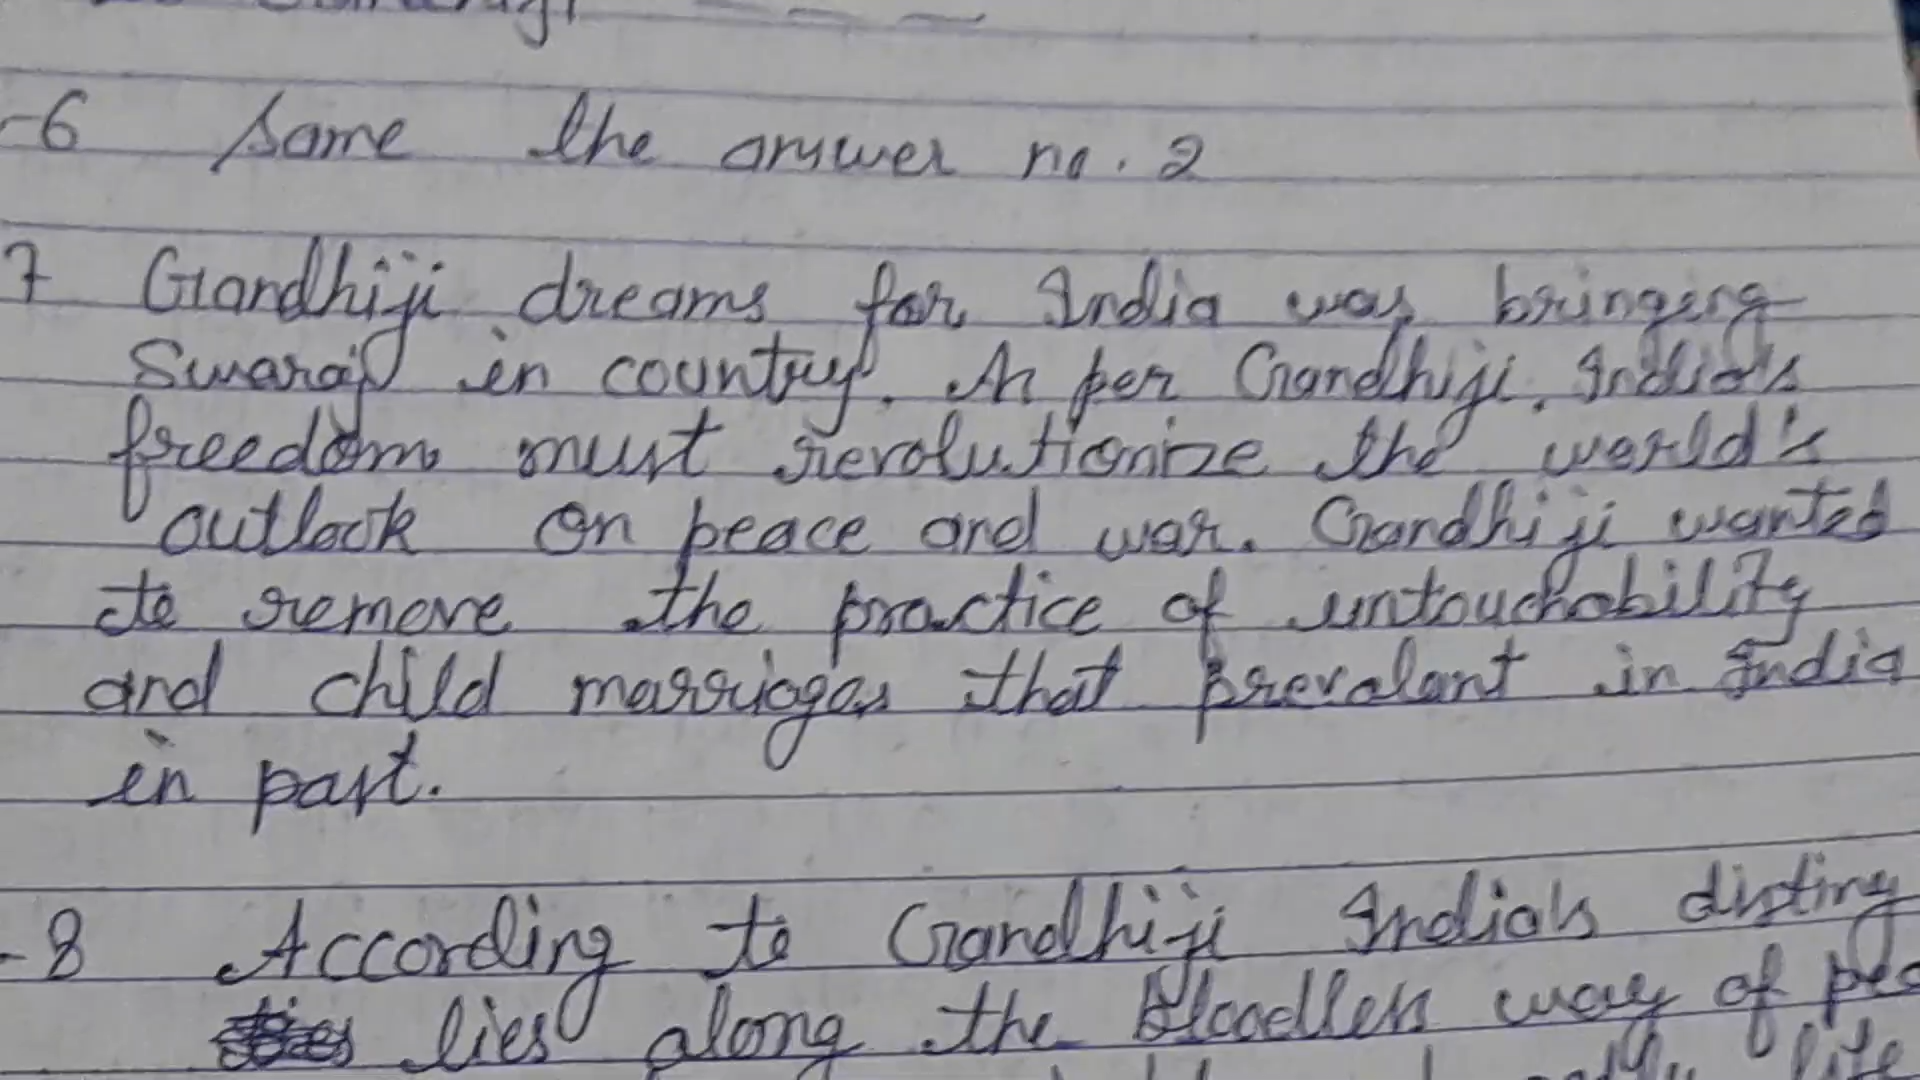 -6 Same the answer no. 2
7 Gandhiji dreams for India was bringing
Swaraj in country. As per Gandhiji. India's
freedom must revolutionize the world's
outlook on peace and war. Gandhiji wanted
to remove the practice of untouchability
and child marriages that prevalant in India
in past.
-8 According to Gandhiji India's distiny
lies along the bloodless way of